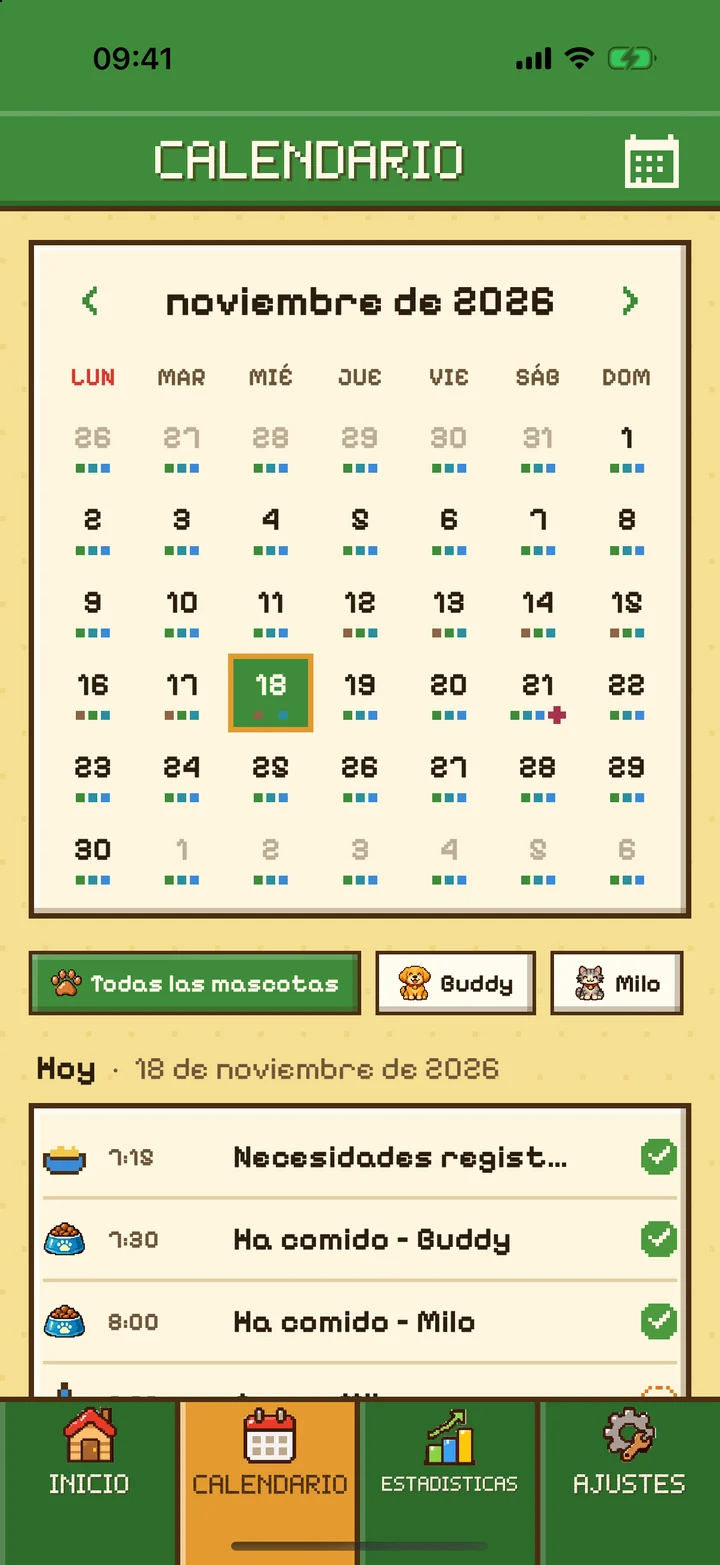 09:41
CALENDARIO
noviembre de 2026
LUN MAR MIÉ JUE VIE SÁB DOM
26 27 28 29 30 31 1
2 3 4 5 6 7 8
9 10 11 12 13 14 15
16 17 18 19 20 21 22
23 24 25 26 27 28 29
30 1 2 3 4 5 6
Todas las mascotas Buddy Milo
Hoy · 18 de noviembre de 2026
7:15 Necesidades regist...
7:30 Ha comido - Buddy
8:00 Ha comido - Milo
INICIO CALENDARIO ESTADISTICAS AJUSTES